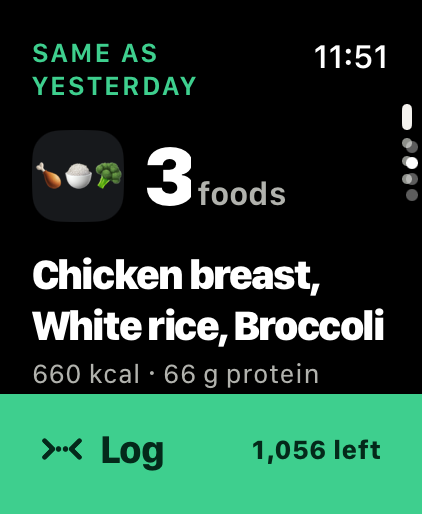 SAME AS
YESTERDAY
11:51
3 foods
Chicken breast,
White rice, Broccoli
660 kcal · 66 g protein
Log
1,056 left